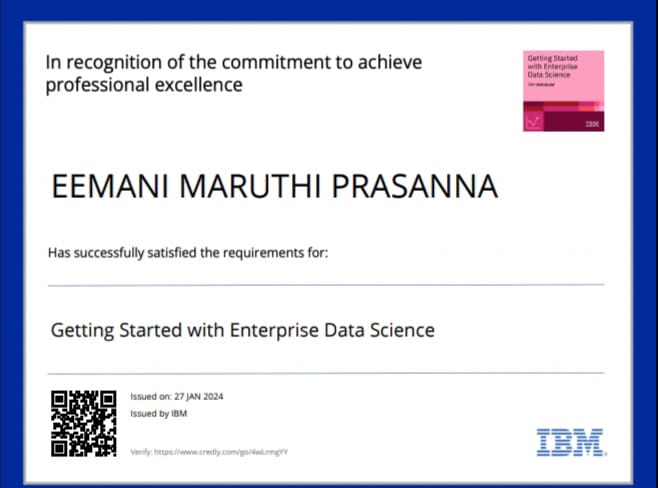 In recognition of the commitment to achieve
professional excellence
Getting Started
with Enterprise
Data Science
IBM
EEMANI MARUTHI PRASANNA
Has successfully satisfied the requirements for:
Getting Started with Enterprise Data Science
Issued on: 27 JAN 2024
Issued by IBM
Verify: https://www.credly.com/go/4wLrmgYY
IBM